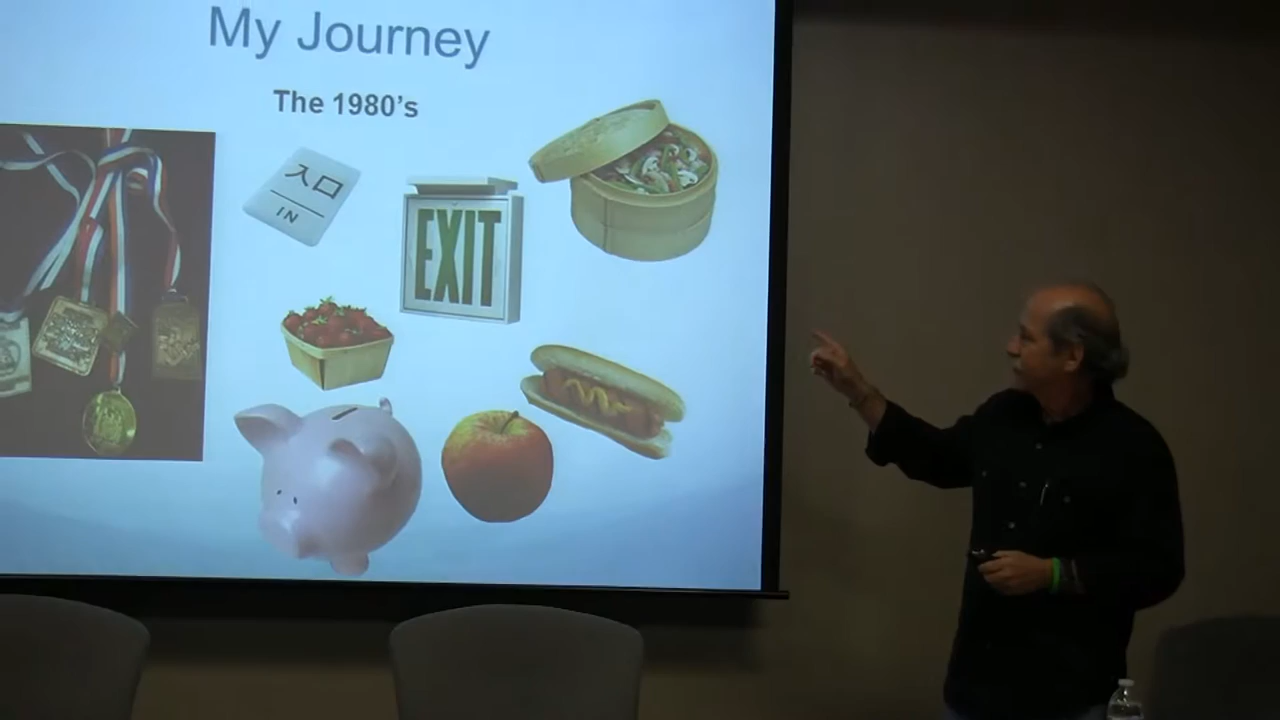 My Journey
The 1980’s
入口
IN
EXIT